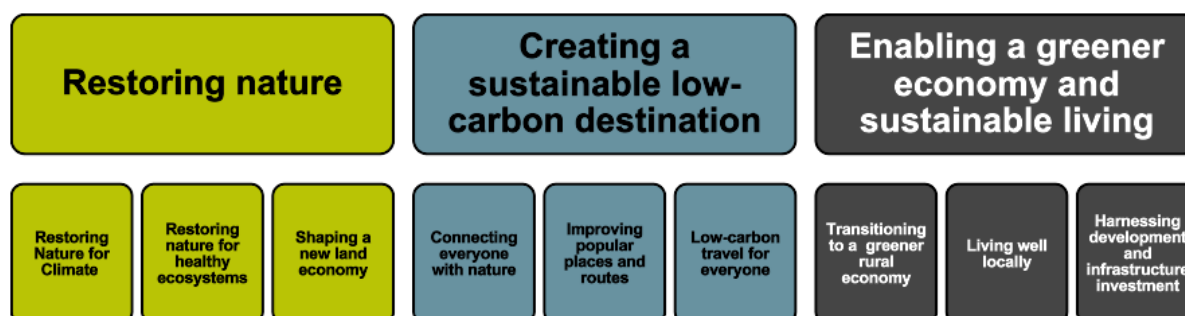 Restoring nature
Creating a
sustainable low-
carbon destination
Enabling a greener
economy and
sustainable living
Restoring
Nature for
Climate
Restoring
nature for
healthy
ecosystems
Shaping a
new land
economy
Connecting
everyone
with nature
Improving
popular
places and
routes
Low-carbon
travel for
everyone
Transitioning
to a greener
rural
economy
Living well
locally
Harnessing
development
and
infrastructure
investment